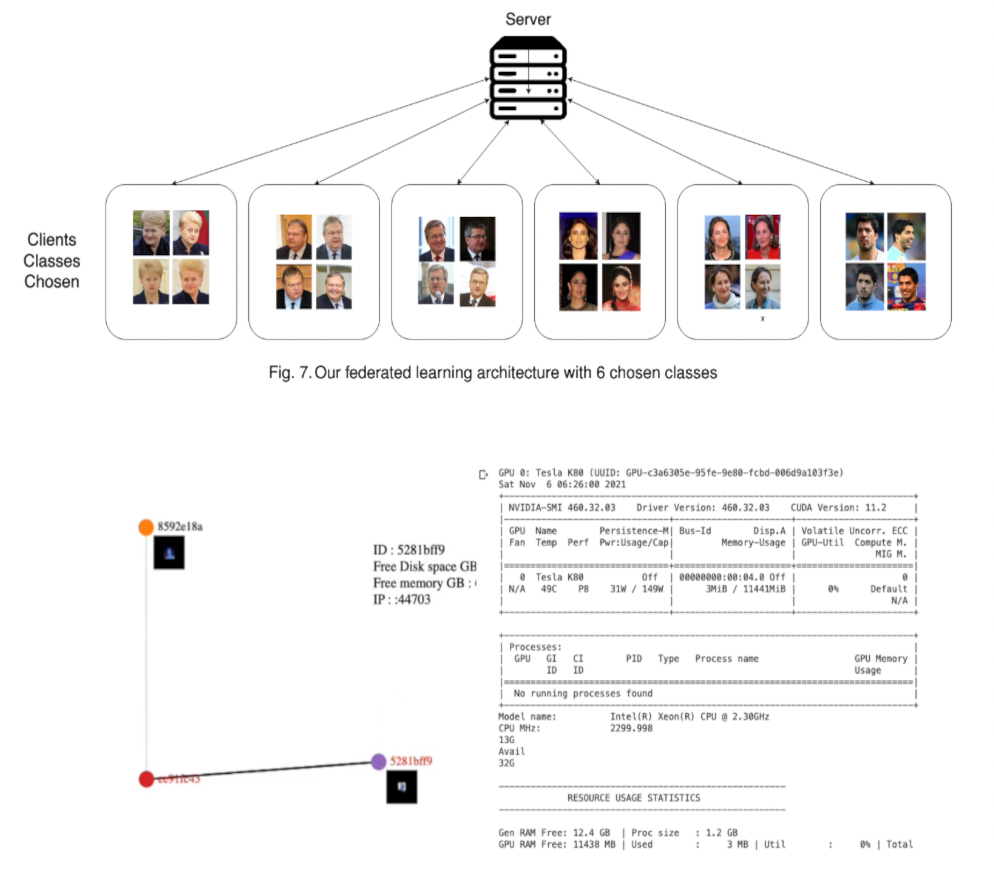 Server
Clients
Classes
Chosen
x
Fig. 7. Our federated learning architecture with 6 chosen classes
8592e18a
ID : 5281bff9
Free Disk space GB
Free memory GB :
IP : :44703
5281bff9
GPU 0: Tesla K80 (UUID: GPU-c3a6305e-95fe-9e80-fcbd-006d9a103f3e)
Sat Nov 6 06:26:00 2021
NVIDIA-SMI 460.32.03 Driver Version: 460.32.03 CUDA Version: 11.2
GPU Name Persistence-M| Bus-Id Disp.A | Volatile Uncorr. ECC
Fan Temp Perf Pwr:Usage/Cap| Memory-Usage | GPU-Util Compute M.
MIG M.
0 Tesla K80 Off | 00000000:00:04.0 Off | 0
N/A 49C P8 31W / 149W | 3MiB / 11441MiB | 0% Default
N/A
Processes:
GPU GI CI PID Type Process name GPU Memory
ID ID Usage
No running processes found
Model name: Intel(R) Xeon(R) CPU @ 2.30GHz
CPU MHz: 2299.998
13G
Avail
32G
RESOURCE USAGE STATISTICS
Gen RAM Free: 12.4 GB | Proc size : 1.2 GB
GPU RAM Free: 11438 MB | Used : 3 MB | Util : 0% | Total